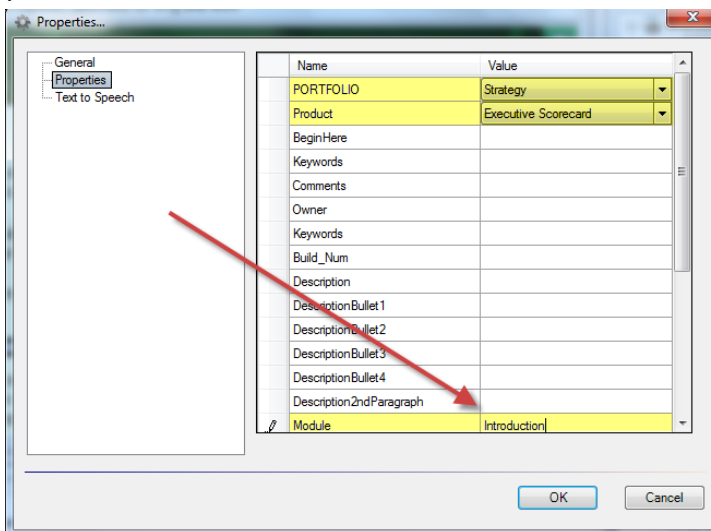 Properties...
General
Properties
Text to Speech
Name Value
PORTFOLIO Strategy
Product Executive Scorecard
BeginHere
Keywords
Comments
Owner
Keywords
Build_Num
Description
DescriptionBullet1
DescriptionBullet2
DescriptionBullet3
DescriptionBullet4
Description2ndParagraph
Module Introduction
OK Cancel